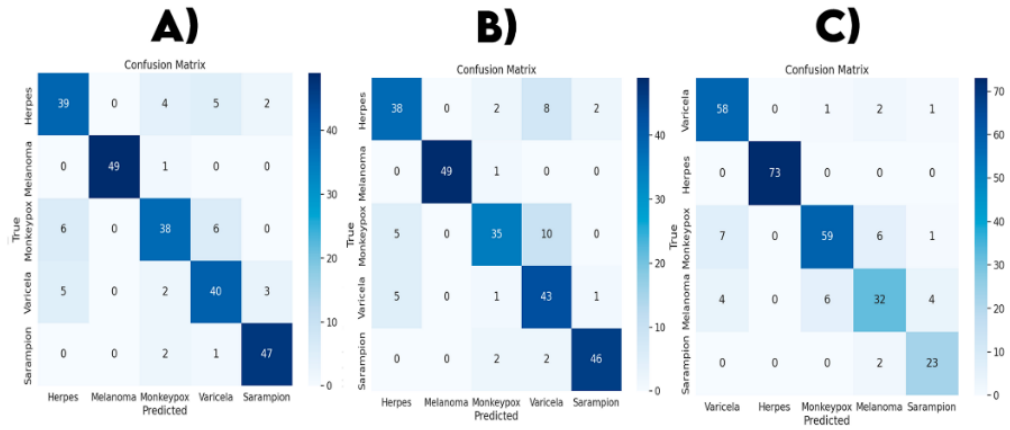 A)
Confusion Matrix
Herpes 39 0 4 5 2
Melanoma 0 49 1 0 0
Monkeypox 6 0 38 6 0
Varicela 5 0 2 40 3
Sarampion 0 0 2 1 47
True
Herpes Melanoma Monkeypox Varicela Sarampion
Predicted
40
30
20
10
0
B)
Confusion Matrix
Herpes 38 0 2 8 2
Melanoma 0 49 1 0 0
Monkeypox 5 0 35 10 0
Varicela 5 0 1 43 1
Sarampion 0 0 2 2 46
True
Herpes Melanoma Monkeypox Varicela Sarampion
Predicted
40
30
20
10
0
C)
Confusion Matrix
Varicela 58 0 1 2 1
Herpes 0 73 0 0 0
Monkeypox 7 0 59 6 1
Melanoma 4 0 6 32 4
Sarampion 0 0 0 2 23
True
Varicela Herpes Monkeypox Melanoma Sarampion
Predicted
70
60
50
40
30
20
10
0